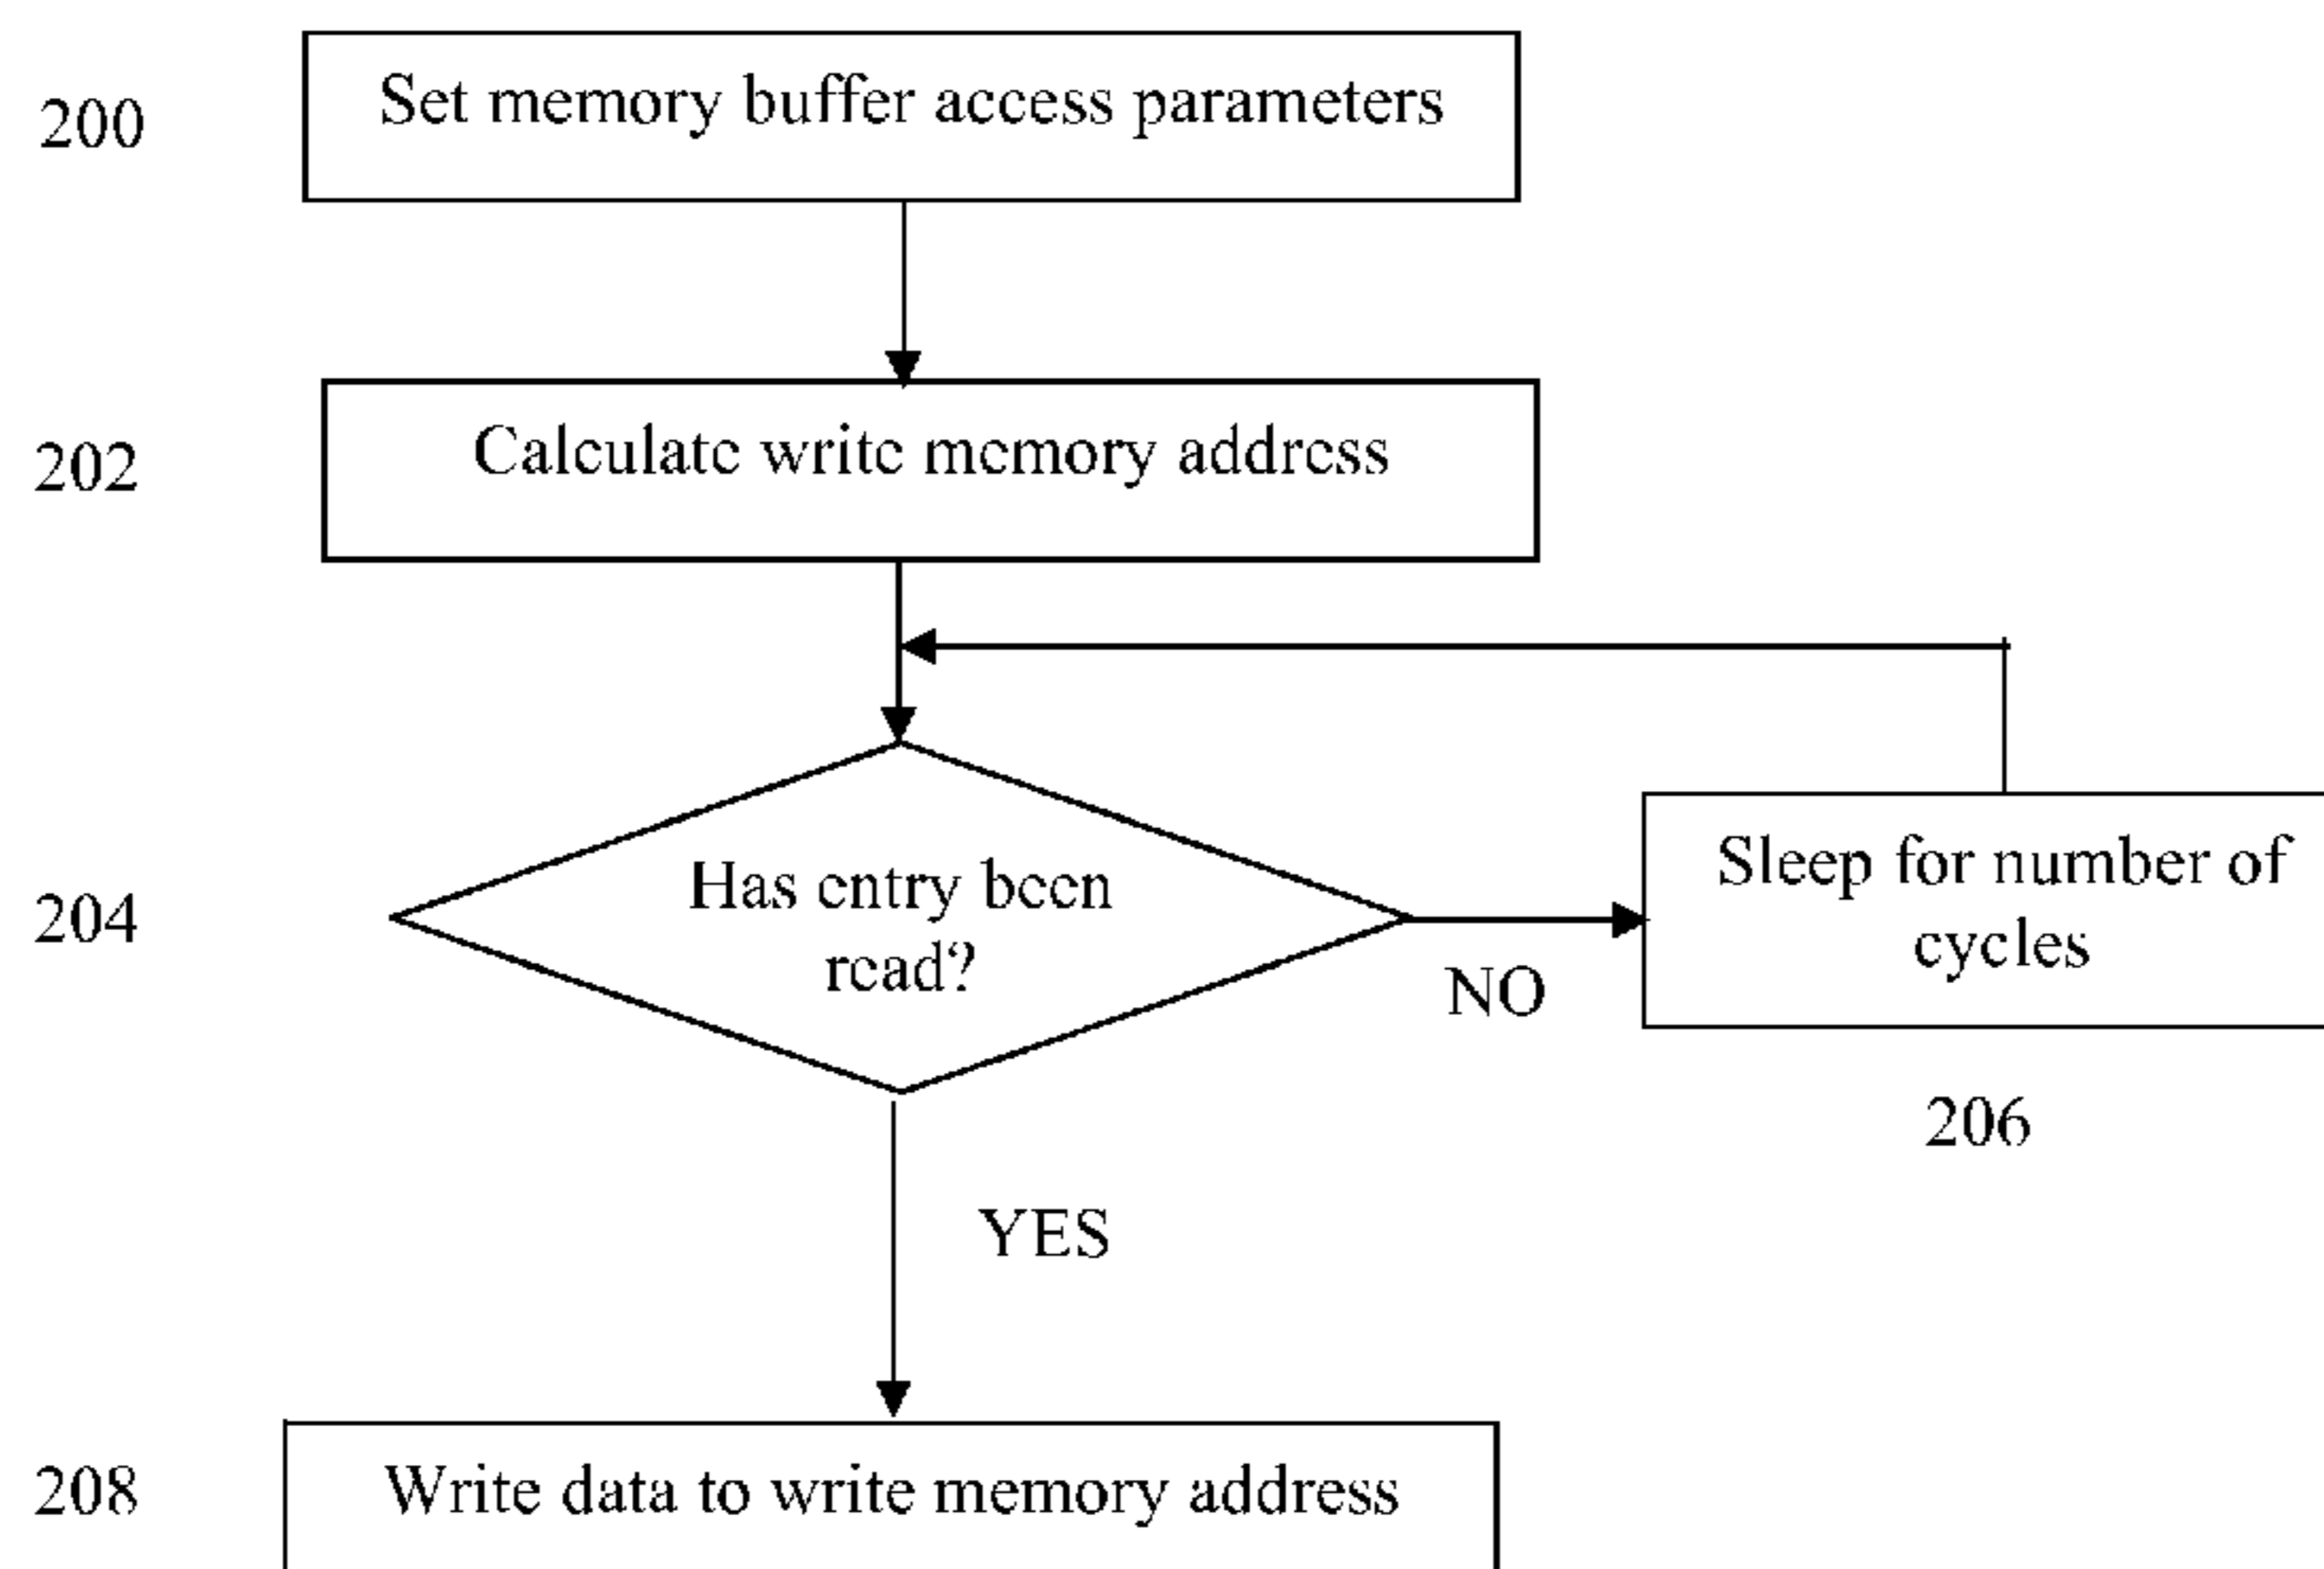 200
Set memory buffer access parameters
202
Calculate write memory address
204
Has entry been
read?
NO
Sleep for number of
cycles
206
YES
208
Write data to write memory address